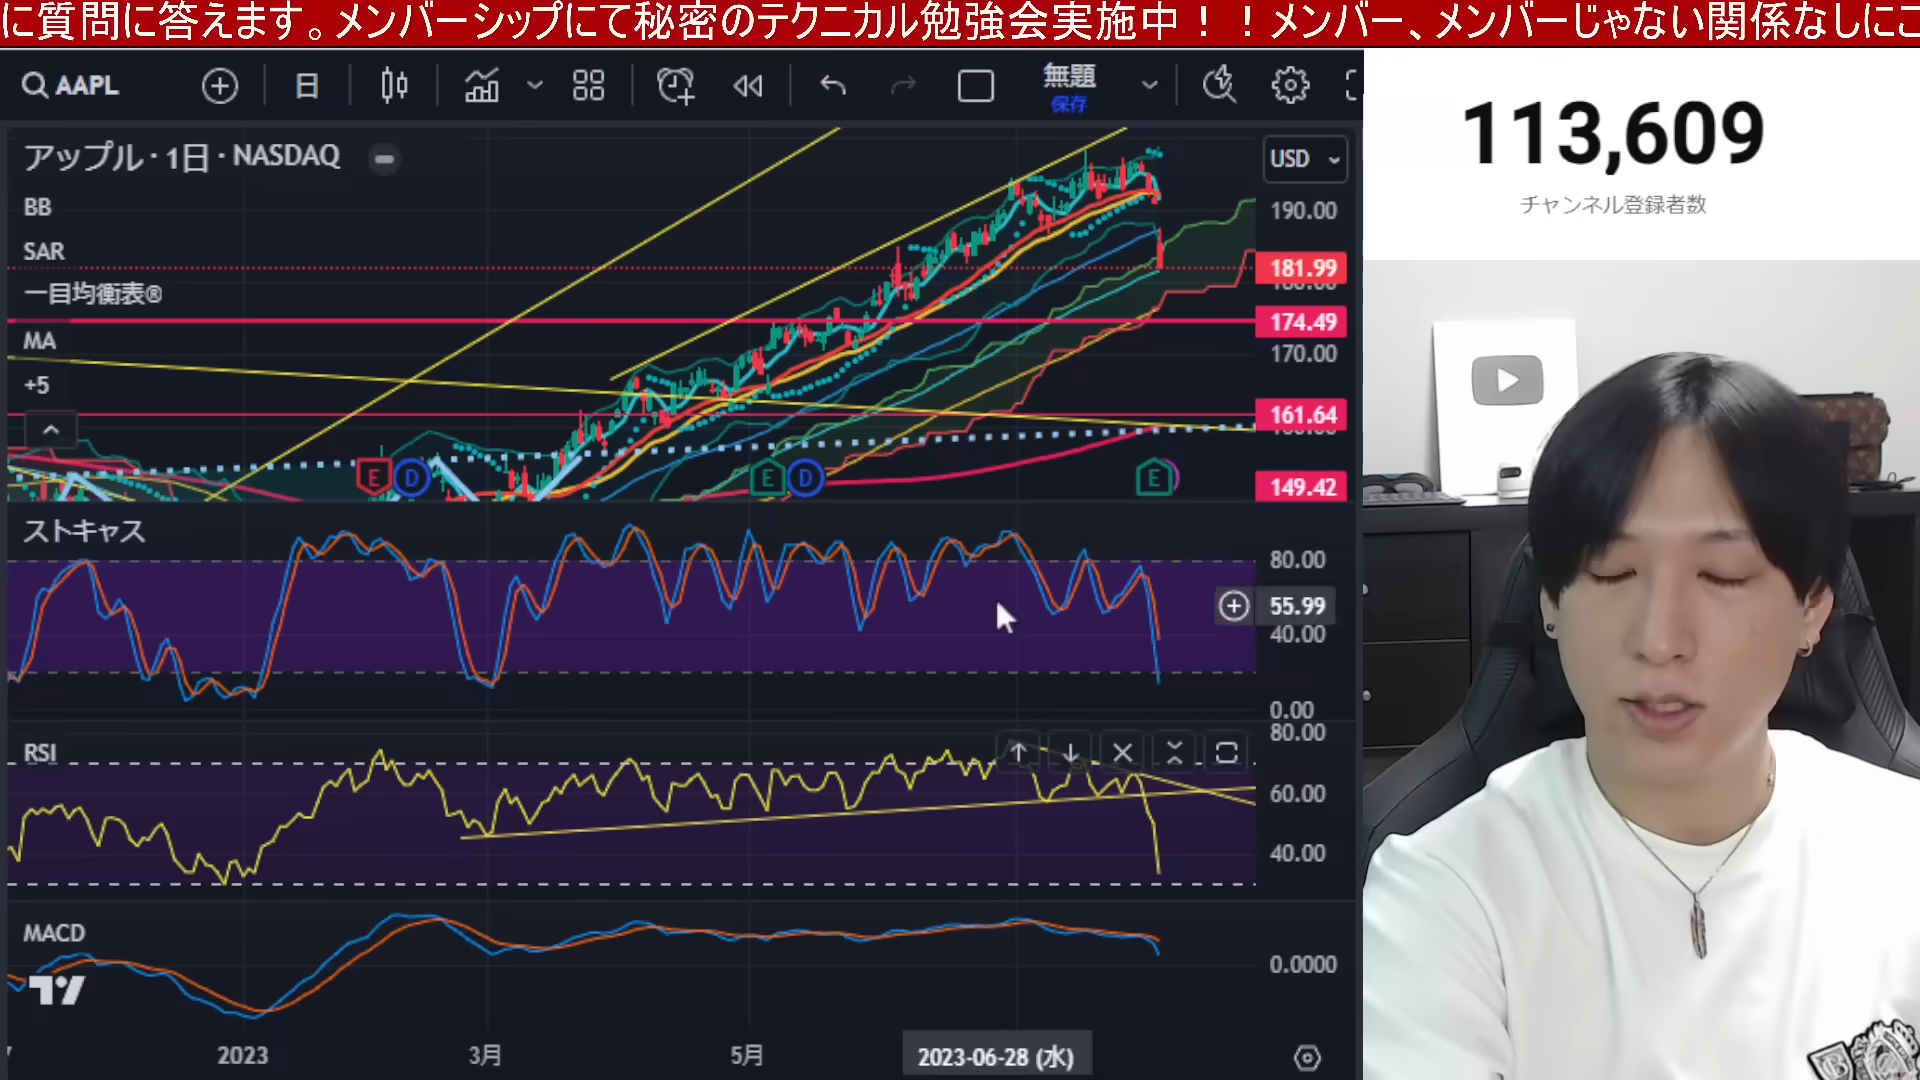 に質問に答えます。メンバーシップにて秘密のテクニカル勉強会実施中！！メンバー、メンバーじゃない関係なしにこ
AAPL
日
無題
保存
113,609
チャンネル登録者数
アップル · 1日 · NASDAQ
USD
BB
SAR
一目均衡表®
MA
+5
190.00
181.99
180.00
174.49
170.00
161.64
149.42
E
D
E
D
E
ストキャス
80.00
55.99
40.00
0.00
RSI
80.00
60.00
40.00
MACD
0.0000
2023
3月
5月
2023-06-28 (水)